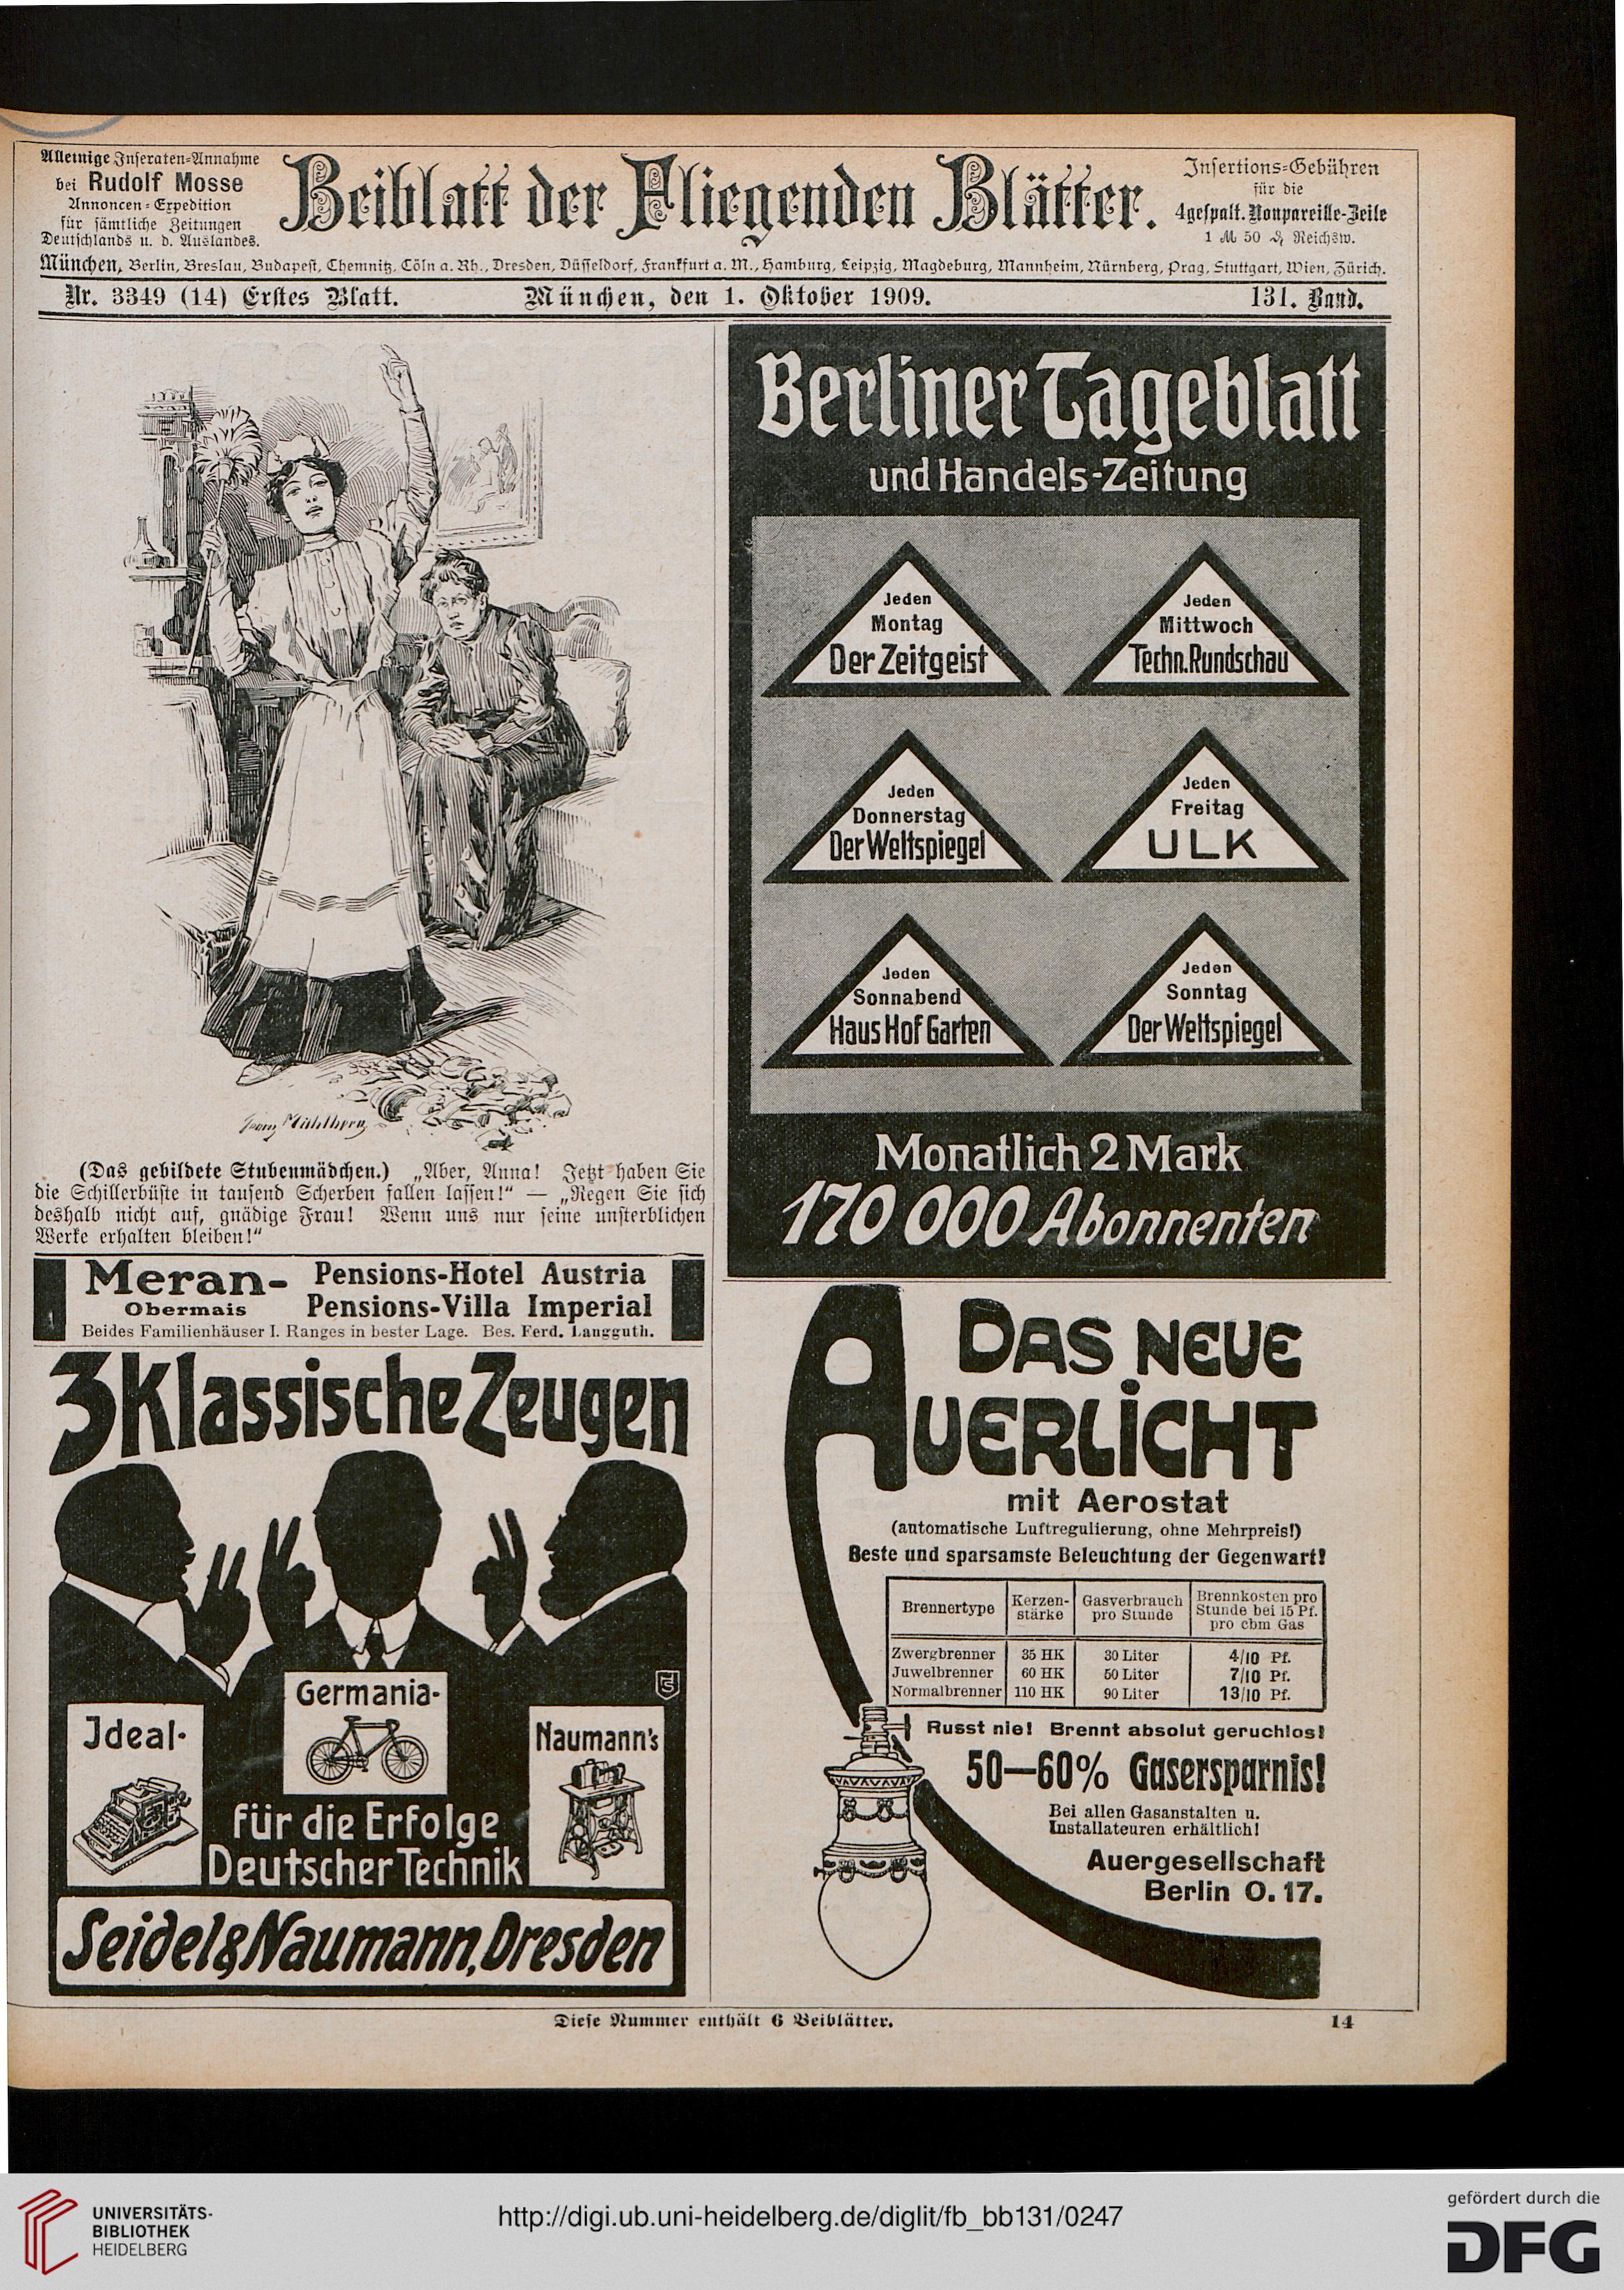 Alleinige Inseraten-Annahme
bei Rudolf Mosse
Annoncen-Expedition
für sämtliche Zeitungen
Deutschlands u. d. Auslandes.
Beiblatt der Fliegenden Blätter.
Insertions-Gebühren
für die
4gespalt. Nonpareille-Zeile
1 M 50 ₰ Reichsw.
München, Berlin, Breslau, Budapest, Chemnitz, Cöln a. Rh., Dresden, Düsseldorf, Frankfurt a. M., Hamburg, Leipzig, Magdeburg, Mannheim, Nürnberg, Prag, Stuttgart, Wien, Zürich.
Nr. 3349 (14) Erstes Blatt. München, den 1. Oktober 1909. 131. Band.
Georg Mühlberg
(Das gebildete Stubenmädchen.) „Aber, Anna! Jetzt haben Sie
die Schillerbüste in tausend Scherben fallen lassen!“ — „Regen Sie sich
deshalb nicht auf, gnädige Frau! Wenn uns nur seine unsterblichen
Werke erhalten bleiben!“
Meran-
Obermais
Pensions-Hotel Austria
Pensions-Villa Imperial
Beides Familienhäuser I. Ranges in bester Lage. Bes. Ferd. Langguth.
3 Klassische Zeugen
Germania-
Ideal-
Naumann's
für die Erfolge
Deutscher Technik
Seidel & Naumann, Dresden
Berliner Tageblatt
und Handels-Zeitung
Jeden
Montag
Der Zeitgeist
Jeden
Mittwoch
Techn. Rundschau
Jeden
Donnerstag
Der Weltspiegel
Jeden
Freitag
ULK
Jeden
Sonnabend
Haus Hof Garten
Jeden
Sonntag
Der Weltspiegel
Monatlich 2 Mark
170 000 Abonnenten
DAS NEUE
AUERLICHT
mit Aerostat
(automatische Luftregulierung, ohne Mehrpreis!)
Beste und sparsamste Beleuchtung der Gegenwart!
Brennertype Kerzen-stärke Gasverbrauch pro Stunde Brennkosten pro Stunde bei 15 Pf. pro cbm Gas
Zwergbrenner 35 HK 30 Liter 4/10 Pf.
Juwelbrenner 60 HK 50 Liter 7/10 Pf.
Normalbrenner 110 HK 90 Liter 13/10 Pf.
Russt nie! Brennt absolut geruchlos!
50—60% Gasersparnis!
Bei allen Gasanstalten u.
Installateuren erhältlich!
Auergesellschaft
Berlin O. 17.
Diese Nummer enthält 6 Beiblätter.
14
UNIVERSITÄTS-
BIBLIOTHEK
HEIDELBERG
http://digi.ub.uni-heidelberg.de/diglit/fb_bb131/0247
gefördert durch die
DFG